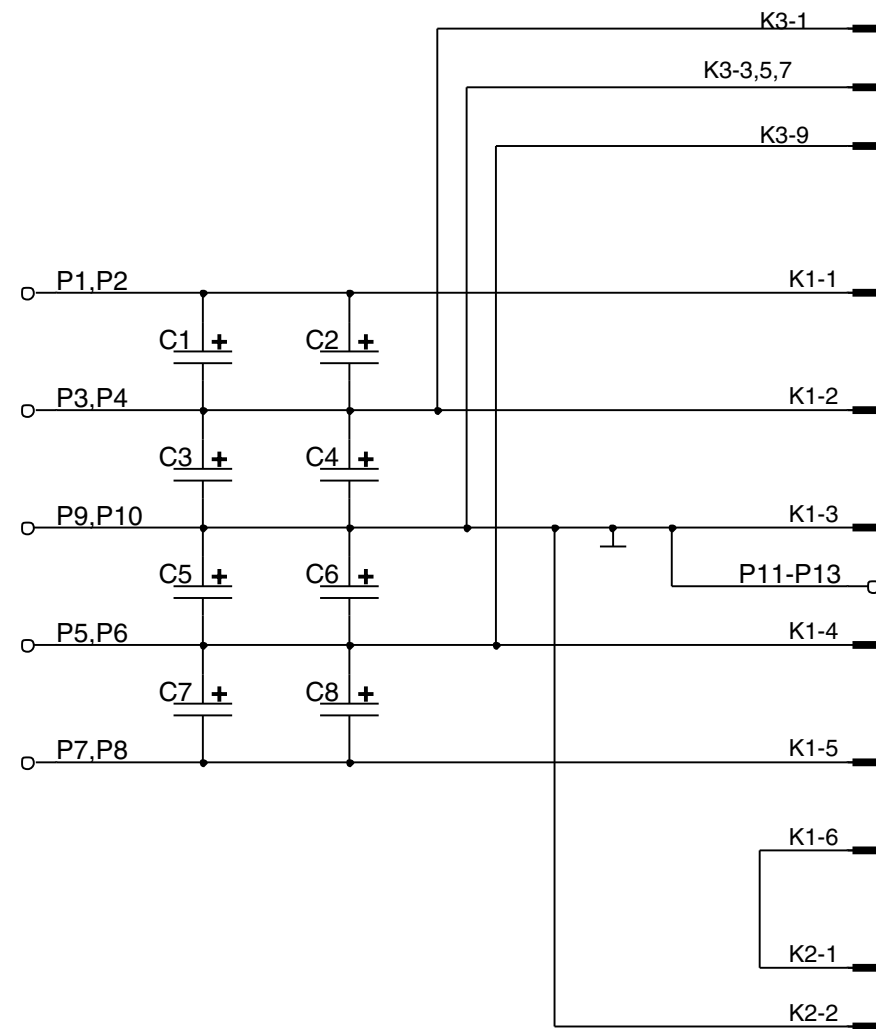 K3-1
K3-3,5,7
K3-9
P1,P2
K1-1
C1 +
C2 +
P3,P4
K1-2
C3 +
C4 +
P9,P10
K1-3
C5 +
C6 +
P11-P13
P5,P6
K1-4
C7 +
C8 +
P7,P8
K1-5
K1-6
K2-1
K2-2